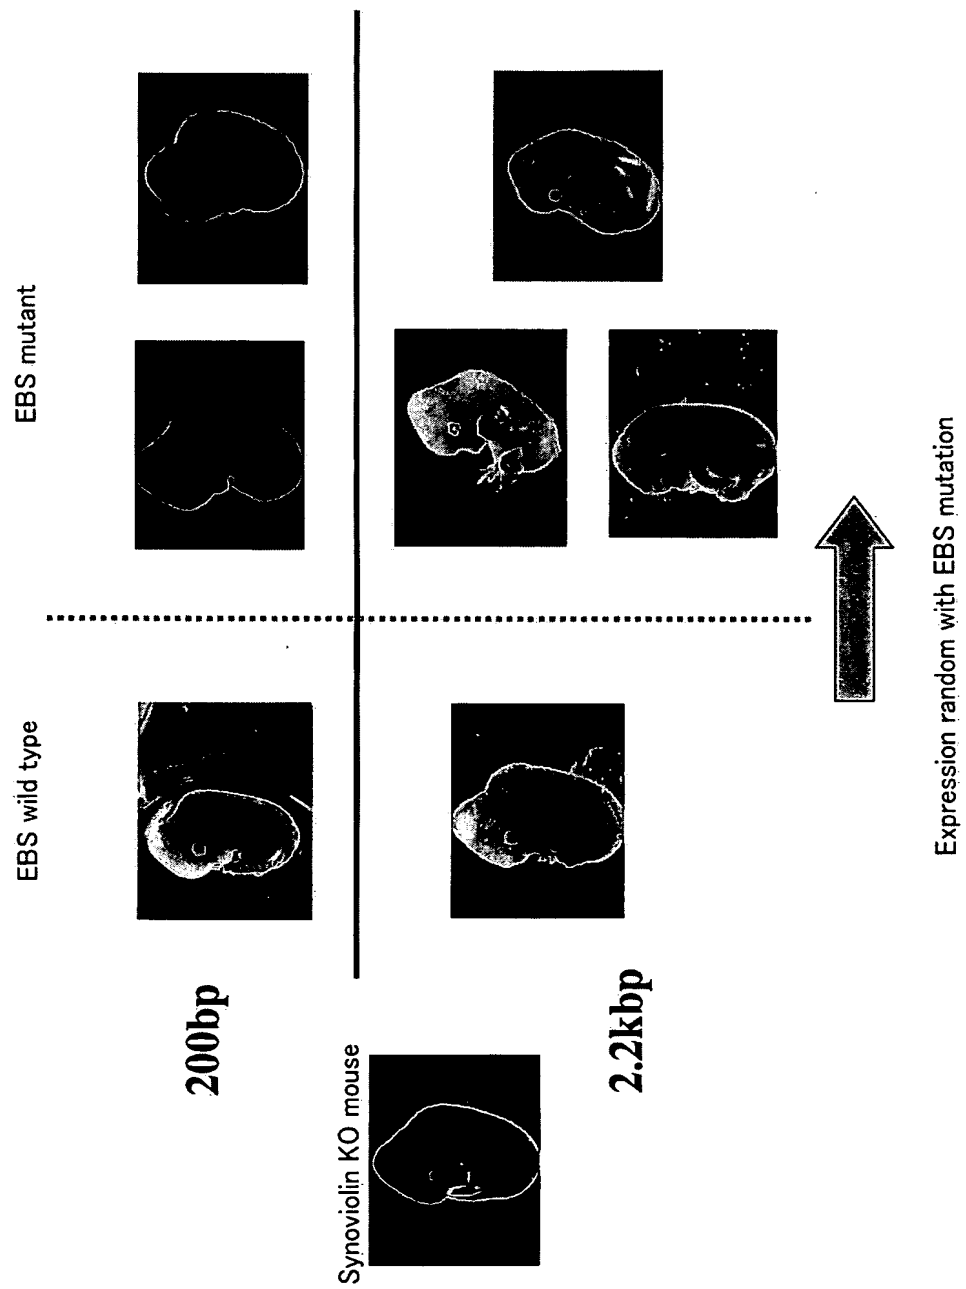 EBS wild type
EBS mutant
200bp
Synoviolin KO mouse
2.2kbp
Expression random with EBS mutation